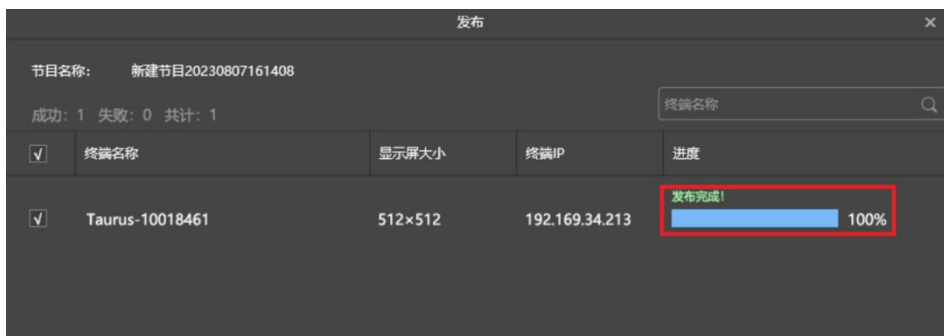 发布
节目名称： 新建节目20230807161408
成功：1 失败：0 共计：1
终端名称
终端名称 显示屏大小 终端IP 进度
发布完成！
Taurus-10018461 512×512 192.169.34.213 100%